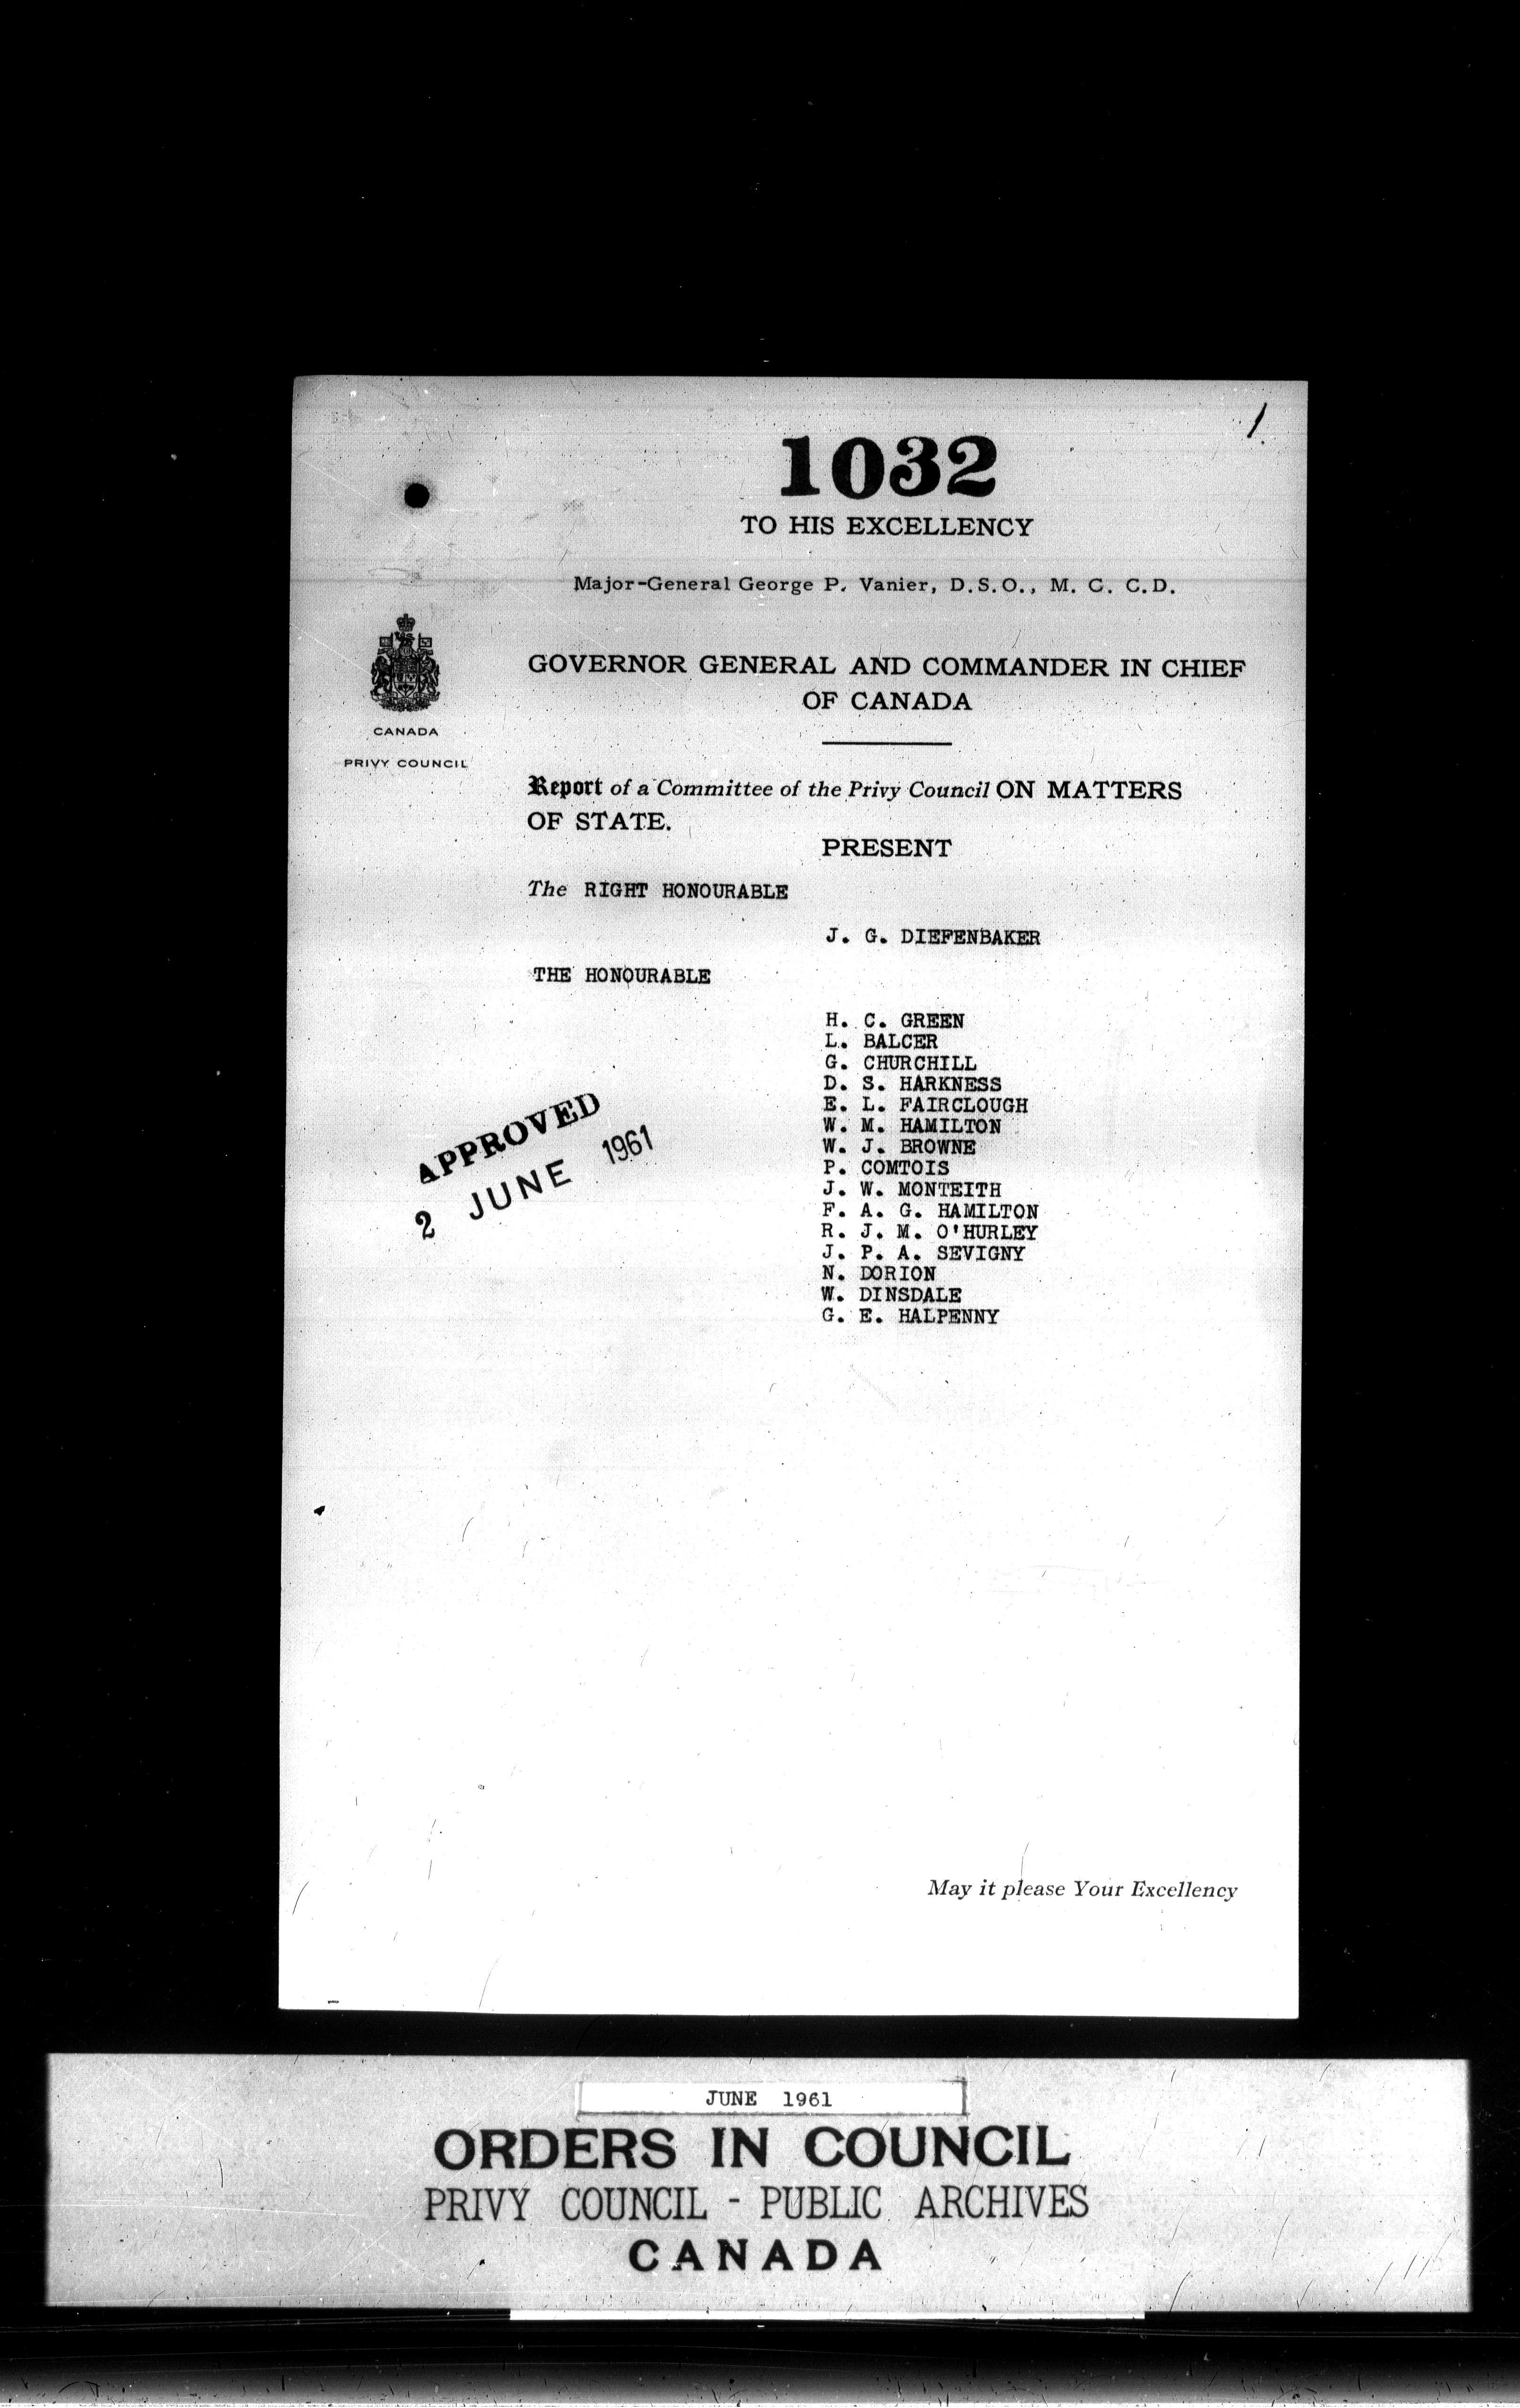 1.
1032
TO HIS EXCELLENCY
Major-General George P. Vanier, D.S.O., M. C. C.D.
GOVERNOR GENERAL AND COMMANDER IN CHIEF
OF CANADA
CANADA
PRIVY COUNCIL
Report of a Committee of the Privy Council ON MATTERS
OF STATE.
PRESENT
The RIGHT HONOURABLE
J. G. DIEFENBAKER
THE HONOURABLE
H. C. GREEN
L. BALCER
G. CHURCHILL
D. S. HARKNESS
E. L. FAIRCLOUGH
W. M. HAMILTON
W. J. BROWNE
P. COMTOIS
J. W. MONTEITH
F. A. G. HAMILTON
R. J. M. O'HURLEY
J. P. A. SEVIGNY
N. DORION
W. DINSDALE
G. E. HALPENNY
APPROVED
2 JUNE 1961
May it please Your Excellency
JUNE 1961
ORDERS IN COUNCIL
PRIVY COUNCIL - PUBLIC ARCHIVES
CANADA